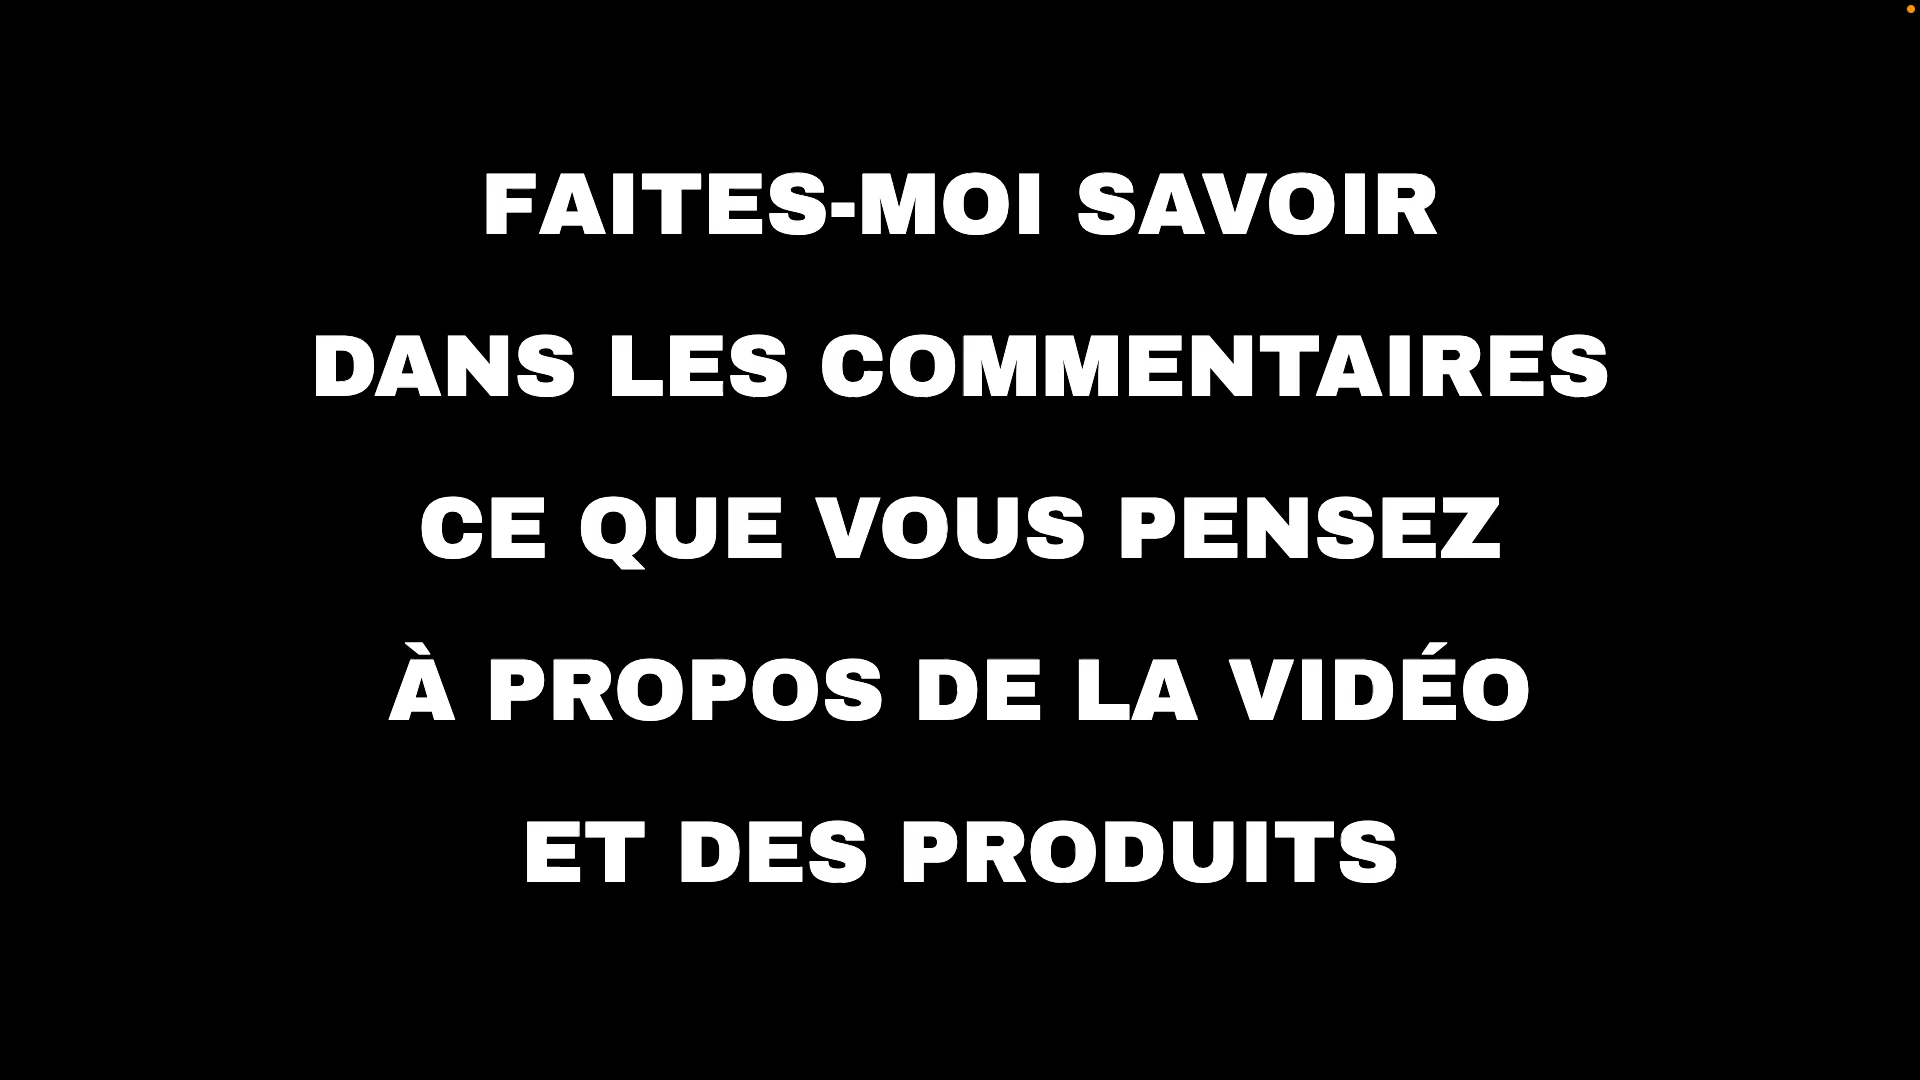 FAITES-MOI SAVOIR
DANS LES COMMENTAIRES
CE QUE VOUS PENSEZ
À PROPOS DE LA VIDÉO
ET DES PRODUITS